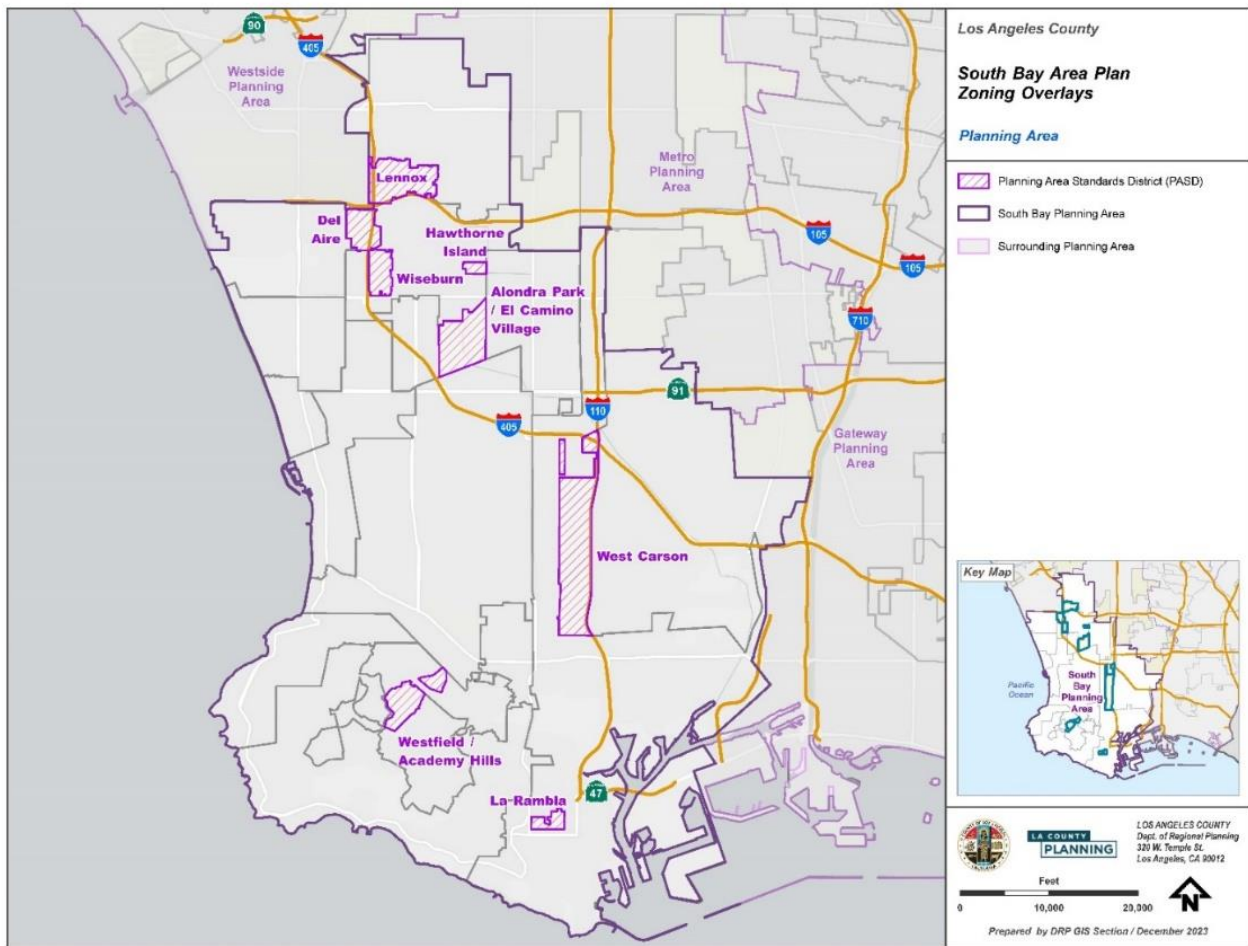 90
405
Westside
Planning
Area
Metro
Planning
Area
Lennox
Del
Aire
Hawthorne
Island
105
105
Wiseburn
Alondra Park
/ El Camino
Village
710
91
110
405
Gateway
Planning
Area
West Carson
Westfield /
Academy Hills
La Rambla
47
Los Angeles County
South Bay Area Plan
Zoning Overlays
Planning Area
Planning Area Standards District (PASD)
South Bay Planning Area
Surrounding Planning Area
Key Map
Pacific
Ocean
South
Bay
Planning
Area
LA COUNTY
PLANNING
LOS ANGELES COUNTY
Dept. of Regional Planning
320 W. Temple St.
Los Angeles, CA 90012
Feet
0 10,000 20,000
N
Prepared by DRP GIS Section / December 2023